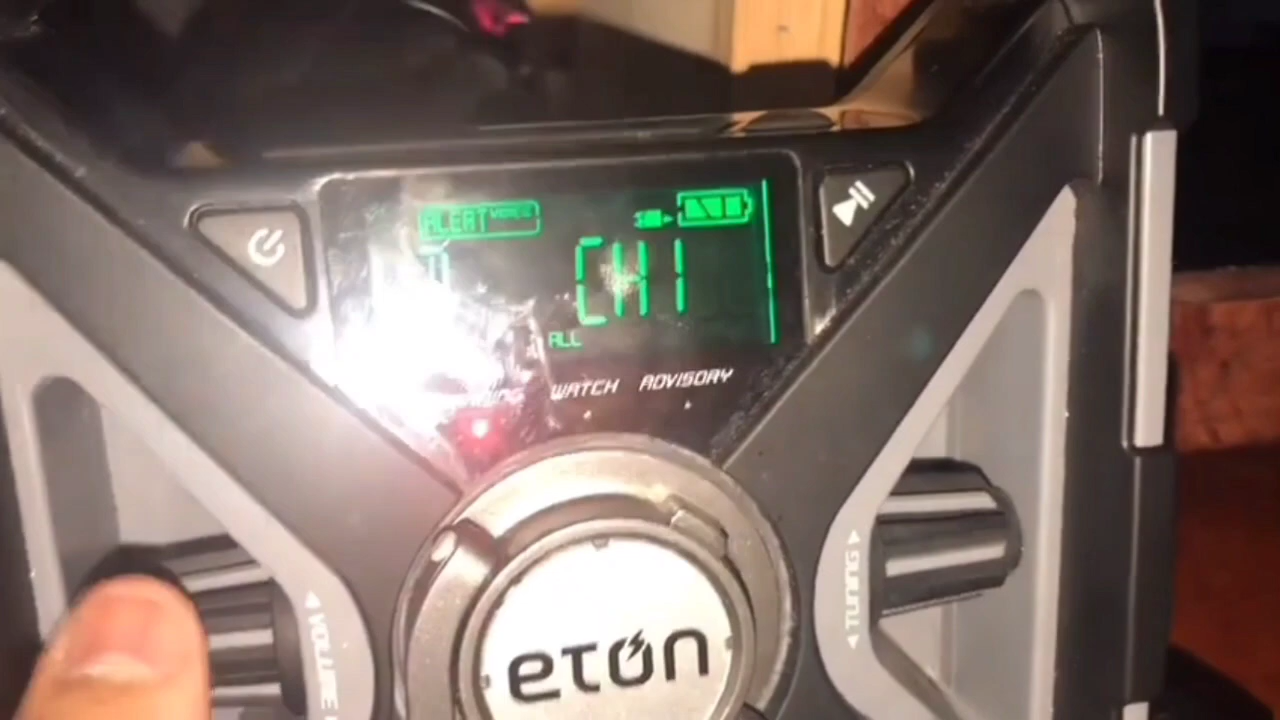 ALERT
CH1
ALL
WATCH ADVISORY
TUNING
VOLUME
etón